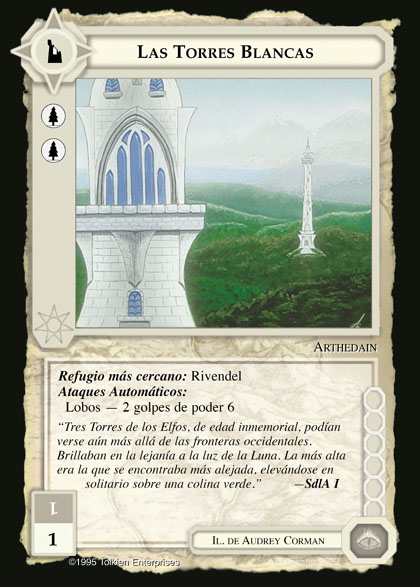 Las Torres Blancas
Arthedain
Refugio más cercano: Rivendel
Ataques Automáticos:
Lobos — 2 golpes de poder 6
“Tres Torres de los Elfos, de edad inmemorial, podían
verse aún más allá de las fronteras occidentales.
Brillaban en la lejanía a la luz de la Luna. La más alta
era la que se encontraba más alejada, elevándose en
solitario sobre una colina verde.” —SdlA I
1
1
Il. de Audrey Corman
©1995 Tolkien Enterprises